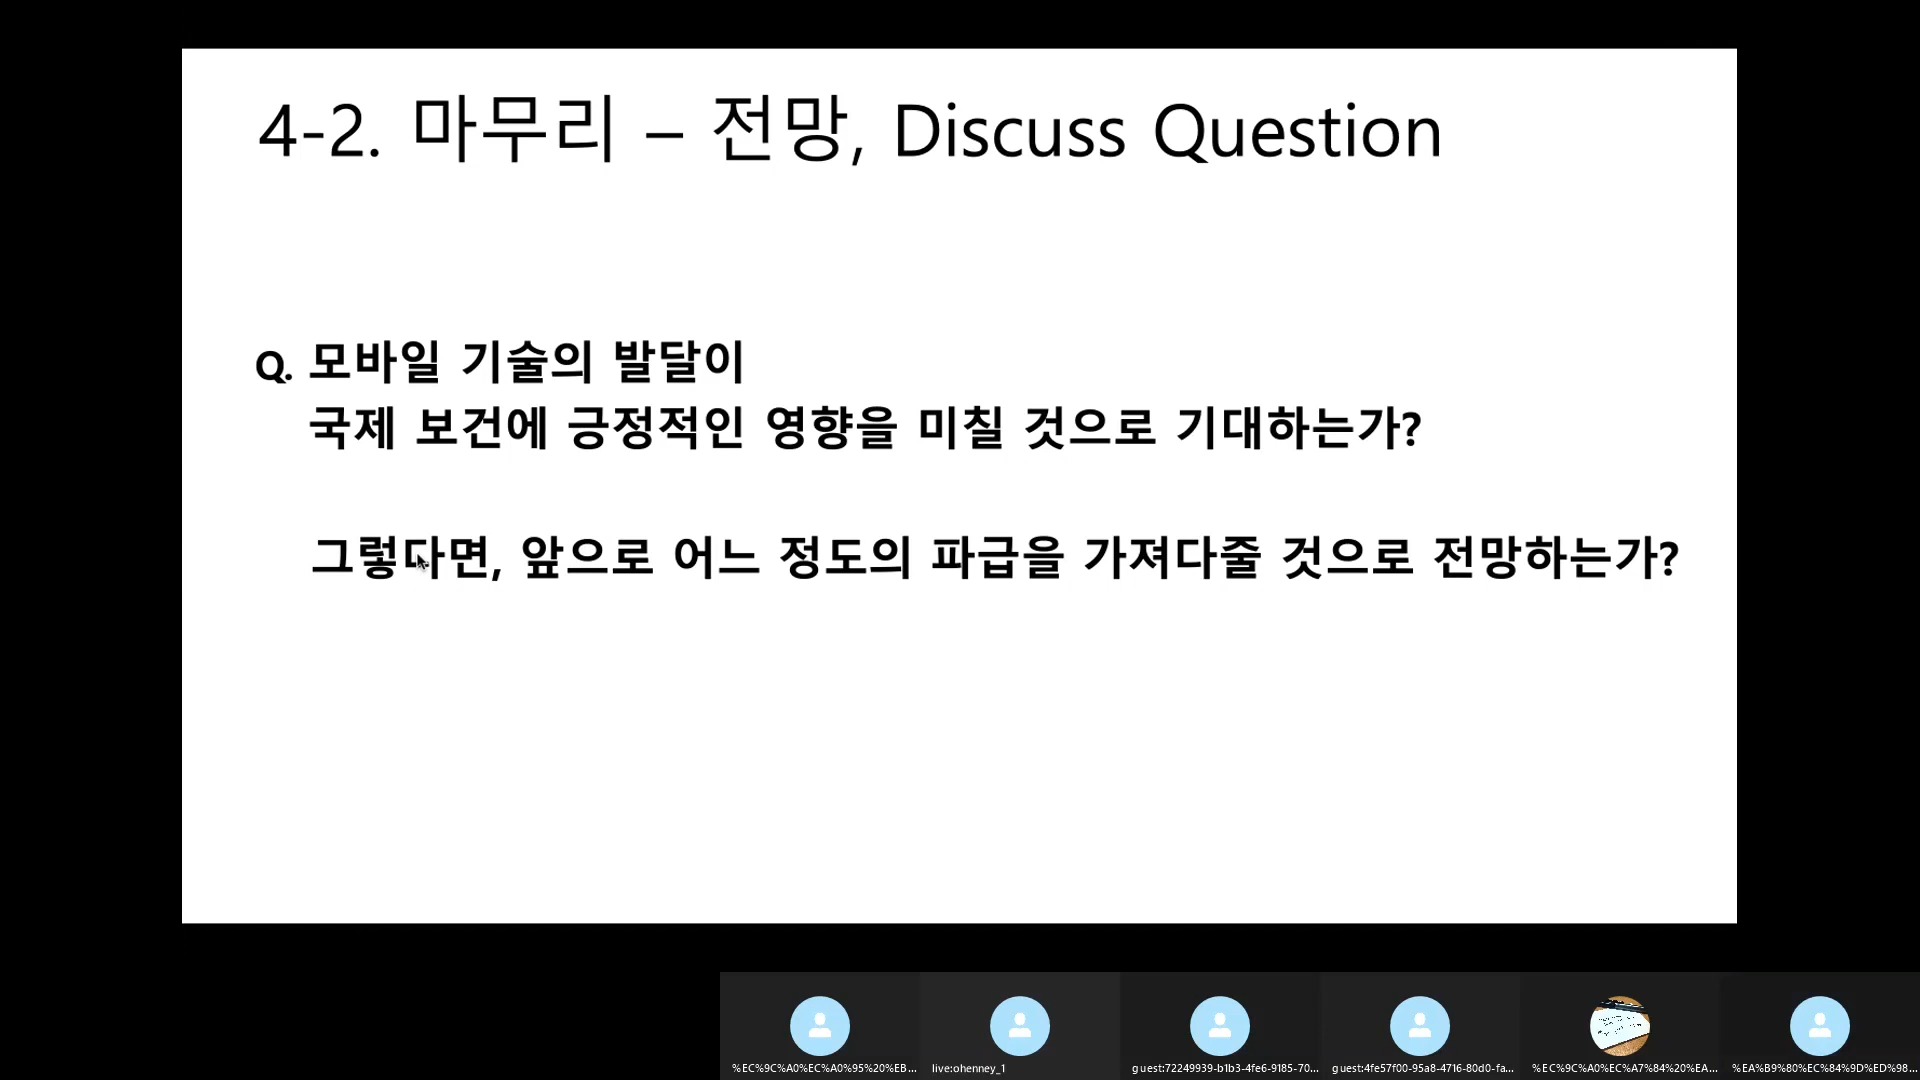 4-2. 마무리 – 전망, Discuss Question
Q. 모바일 기술의 발달이
국제 보건에 긍정적인 영향을 미칠 것으로 기대하는가?
그렇다면, 앞으로 어느 정도의 파급을 가져다줄 것으로 전망하는가?
%EC%9C%A0%EC%A0%95%20%EB...
live:ohenney_1
guest:72249939-b1b3-4fe6-9185-70...
guest:4fe57f00-95a8-4716-80d0-fa...
%EC%9C%A0%EC%A7%84%20%EA...
%EA%B9%80%EC%84%9D%ED%98...